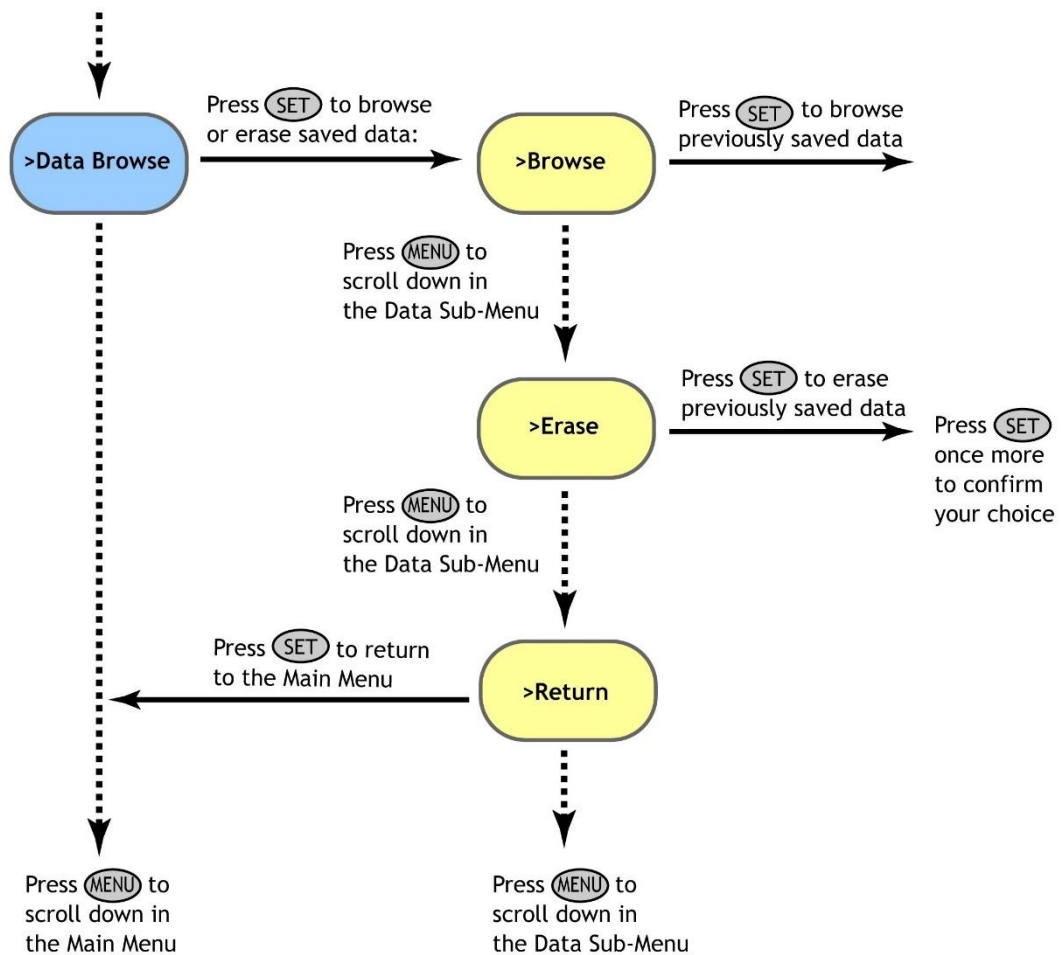 Press SET to browse
or erase saved data:
Press SET to browse
previously saved data
>Data Browse
>Browse
Press MENU to
scroll down in
the Data Sub-Menu
Press SET to erase
previously saved data
>Erase
Press SET
once more
to confirm
your choice
Press MENU to
scroll down in
the Data Sub-Menu
Press SET to return
to the Main Menu
>Return
Press MENU to
scroll down in
the Main Menu
Press MENU to
scroll down in
the Data Sub-Menu